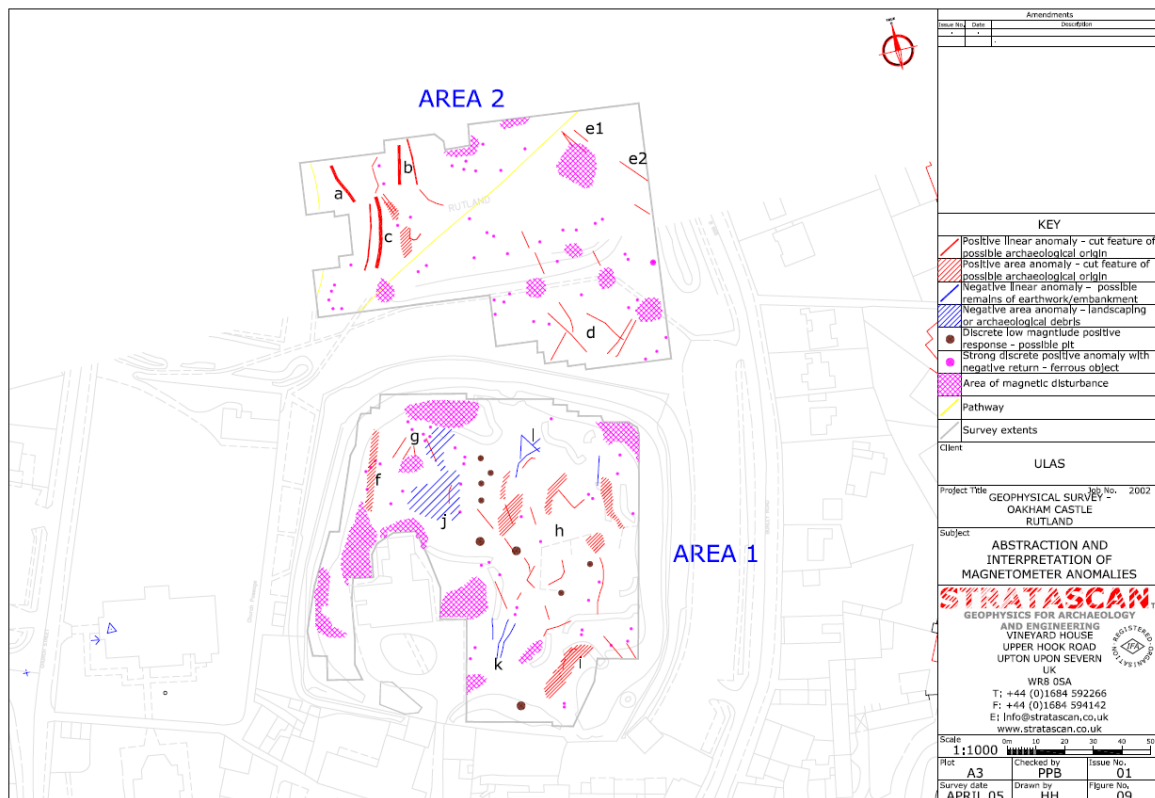 AREA 2
e1
e2
b
a
RUTLAND
c
d
AREA 1
g
l
f
j
h
k
i
Amendments
Issue No. Date Description
KEY
Positive linear anomaly - cut feature of
possible archaeological origin
Positive area anomaly - cut feature of
possible archaeological origin
Negative linear anomaly - possible
remains of earthwork/embankment
Negative area anomaly - landscaping
or archaeological debris
Discrete low magntiude positive
response - possible pit
Strong discrete positive anomaly with
negative return - ferrous object
Area of magnetic disturbance
Pathway
Survey extents
Client
ULAS
Project Title Job No. 2002
GEOPHYSICAL SURVEY -
OAKHAM CASTLE
RUTLAND
Subject
ABSTRACTION AND
INTERPRETATION OF
MAGNETOMETER ANOMALIES
STRATASCAN
GEOPHYSICS FOR ARCHAEOLOGY
AND ENGINEERING
VINEYARD HOUSE
UPPER HOOK ROAD
UPTON UPON SEVERN
UK
WR8 0SA
T: +44 (0)1684 592266
F: +44 (0)1684 594142
E: info@stratascan.co.uk
www.stratascan.co.uk
REGISTERED-ORGANISATION
IFA
Scale
1:1000
0m 10 20 30 40 50
Plot
A3
Checked by
PPB
Issue No.
01
Survey date
APRIL 05
Drawn by
HH
Figure No.
09